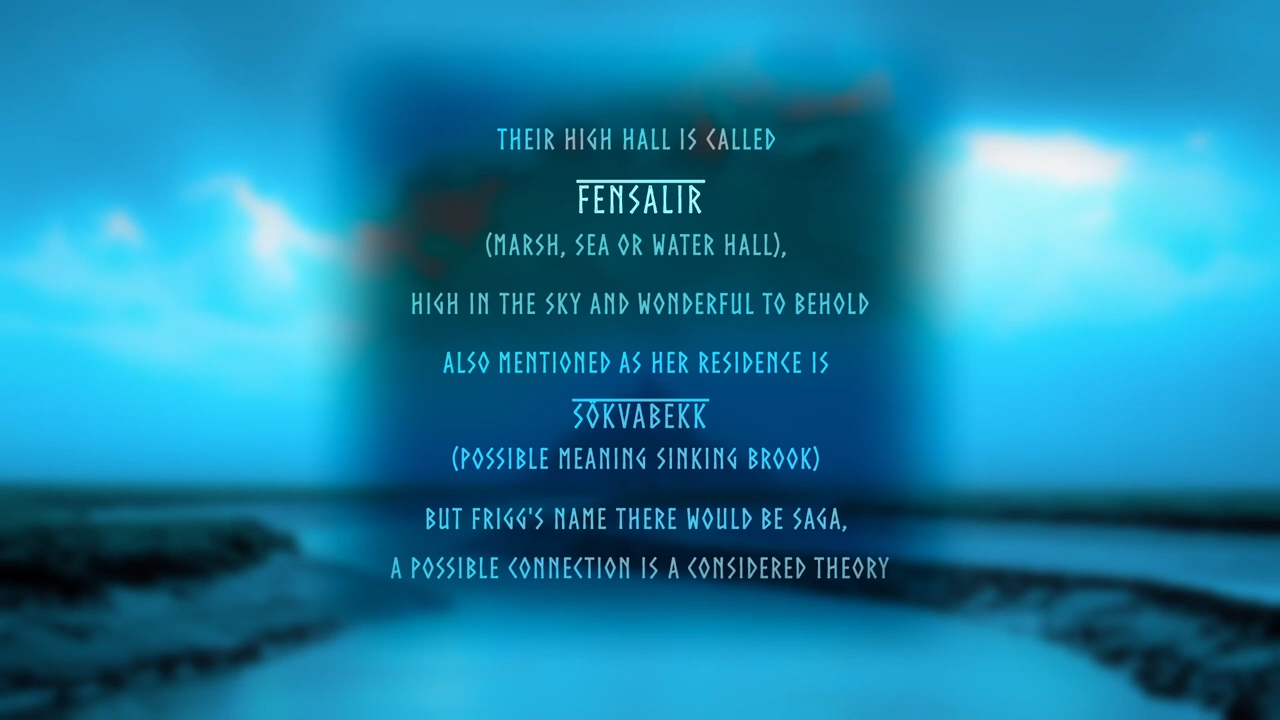 THEIR HIGH HALL IS CALLED
FENSALIR
(MARSH, SEA OR WATER HALL),
HIGH IN THE SKY AND WONDERFUL TO BEHOLD
ALSO MENTIONED AS HER RESIDENCE IS
SÖKVABEKK
(POSSIBLE MEANING SINKING BROOK)
BUT FRIGG'S NAME THERE WOULD BE SAGA,
A POSSIBLE CONNECTION IS A CONSIDERED THEORY